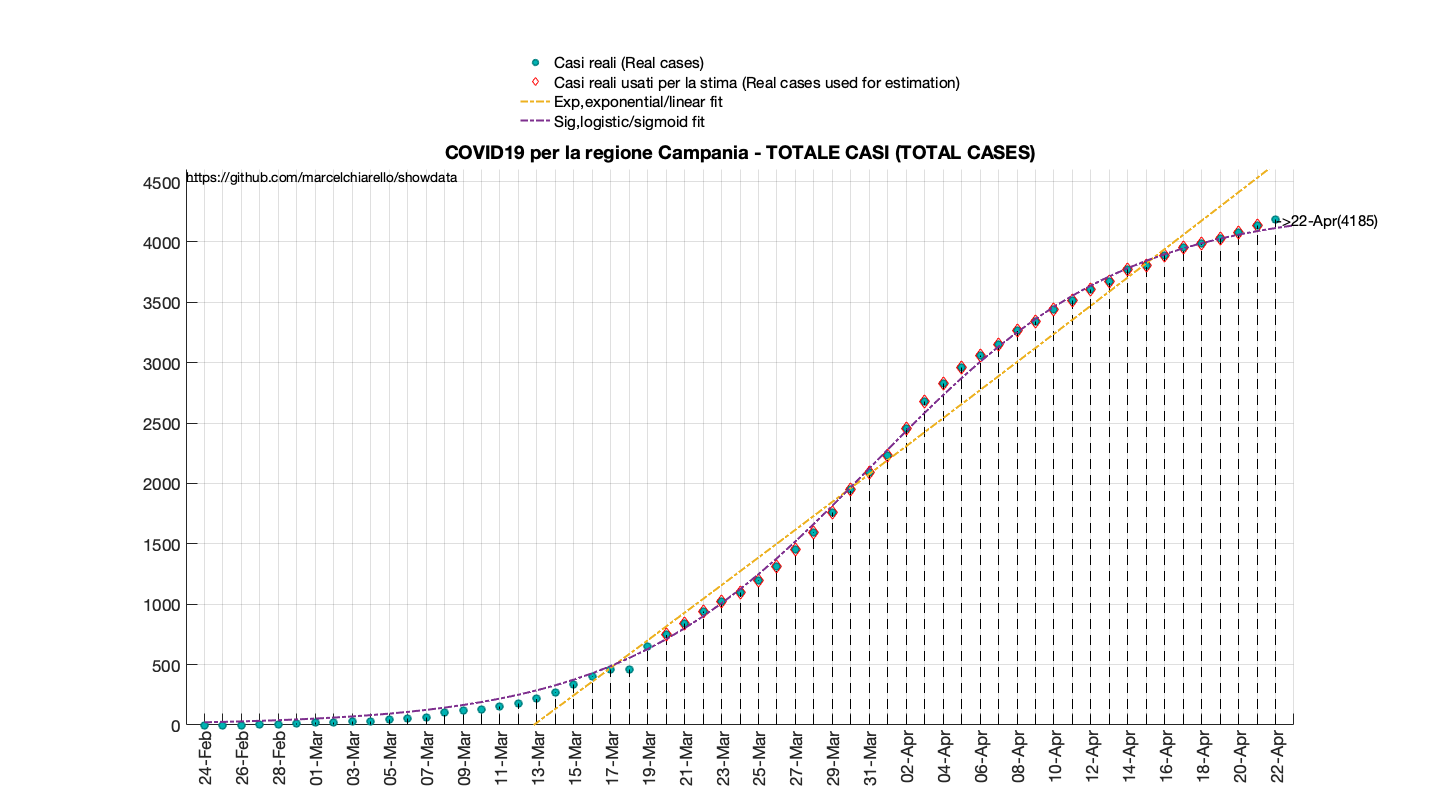 Casi reali (Real cases)
Casi reali usati per la stima (Real cases used for estimation)
Exp,exponential/linear fit
Sig,logistic/sigmoid fit
COVID19 per la regione Campania - TOTALE CASI (TOTAL CASES)
https://github.com/marcelchiarello/showdata
4500
->22-Apr(4185)
4000
3500
3000
2500
2000
1500
1000
500
0
24-Feb
26-Feb
28-Feb
01-Mar
03-Mar
05-Mar
07-Mar
09-Mar
11-Mar
13-Mar
15-Mar
17-Mar
19-Mar
21-Mar
23-Mar
25-Mar
27-Mar
29-Mar
31-Mar
02-Apr
04-Apr
06-Apr
08-Apr
10-Apr
12-Apr
14-Apr
16-Apr
18-Apr
20-Apr
22-Apr